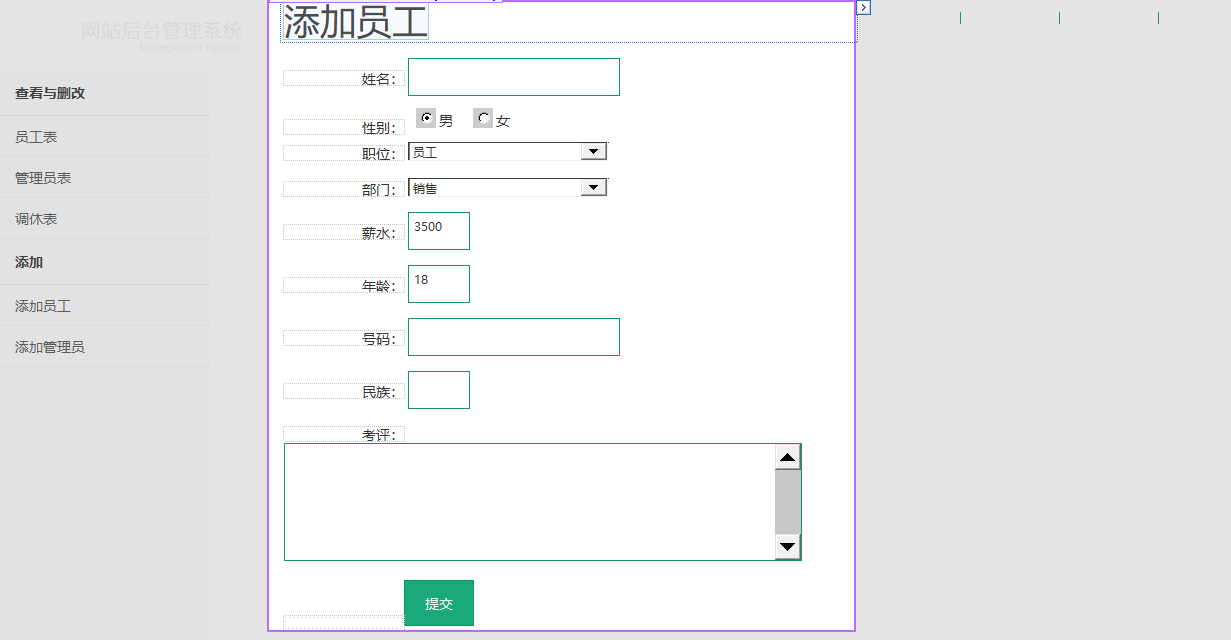 网站后台管理系统
Management System
查看与删改
员工表
管理员表
调休表
添加
添加员工
添加管理员
添加员工
姓名：
性别： 男 女
职位： 员工
部门： 销售
薪水： 3500
年龄： 18
号码：
民族：
考评：
提交